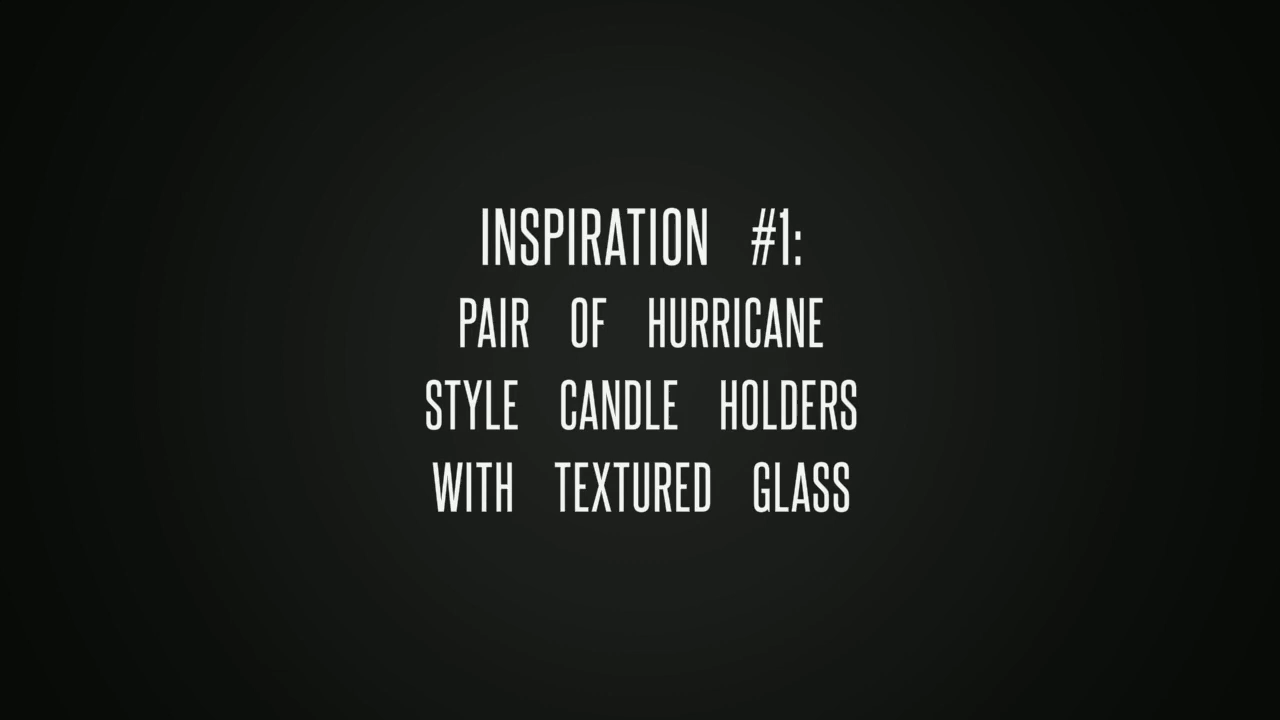 INSPIRATION #1:
PAIR OF HURRICANE
STYLE CANDLE HOLDERS
WITH TEXTURED GLASS